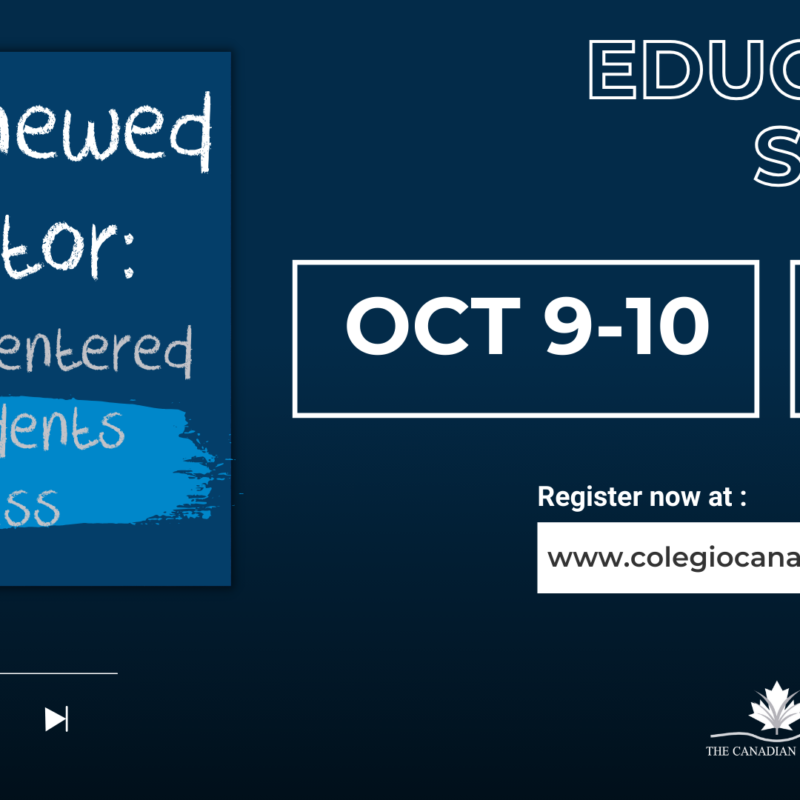 newed
tor:
entered
dents
ss
EDUC
S
OCT 9-10
Register now at :
www.colegiocana
THE CANADIAN